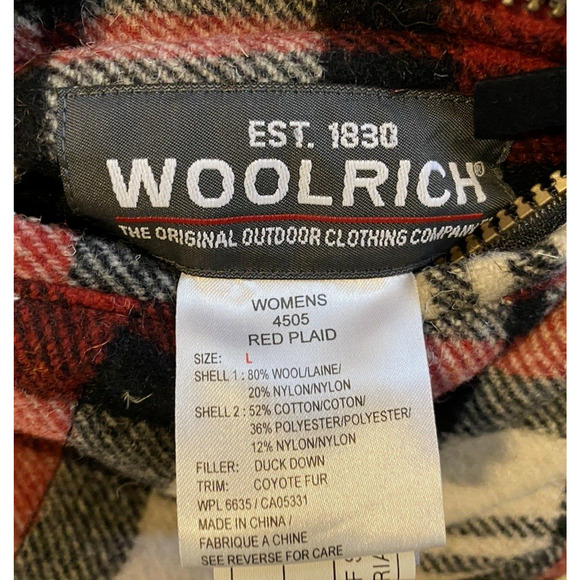 EST. 1830
WOOLRICH®
THE ORIGINAL OUTDOOR CLOTHING COMPANY
WOMENS
4505
RED PLAID
SIZE: L
SHELL 1 : 80% WOOL/LAINE/
20% NYLON/NYLON
SHELL 2 : 52% COTTON/COTON/
36% POLYESTER/POLYESTER/
12% NYLON/NYLON
FILLER: DUCK DOWN
TRIM: COYOTE FUR
WPL 6635 / CA05331
MADE IN CHINA /
FABRIQUE A CHINE
SEE REVERSE FOR CARE